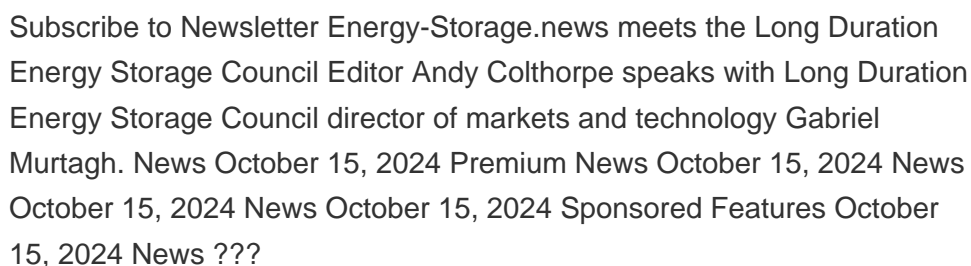 Subscribe to Newsletter Energy-Storage.news meets the Long Duration
Energy Storage Council Editor Andy Colthorpe speaks with Long Duration
Energy Storage Council director of markets and technology Gabriel
Murtagh. News October 15, 2024 Premium News October 15, 2024 News
October 15, 2024 News October 15, 2024 Sponsored Features October
15, 2024 News ???